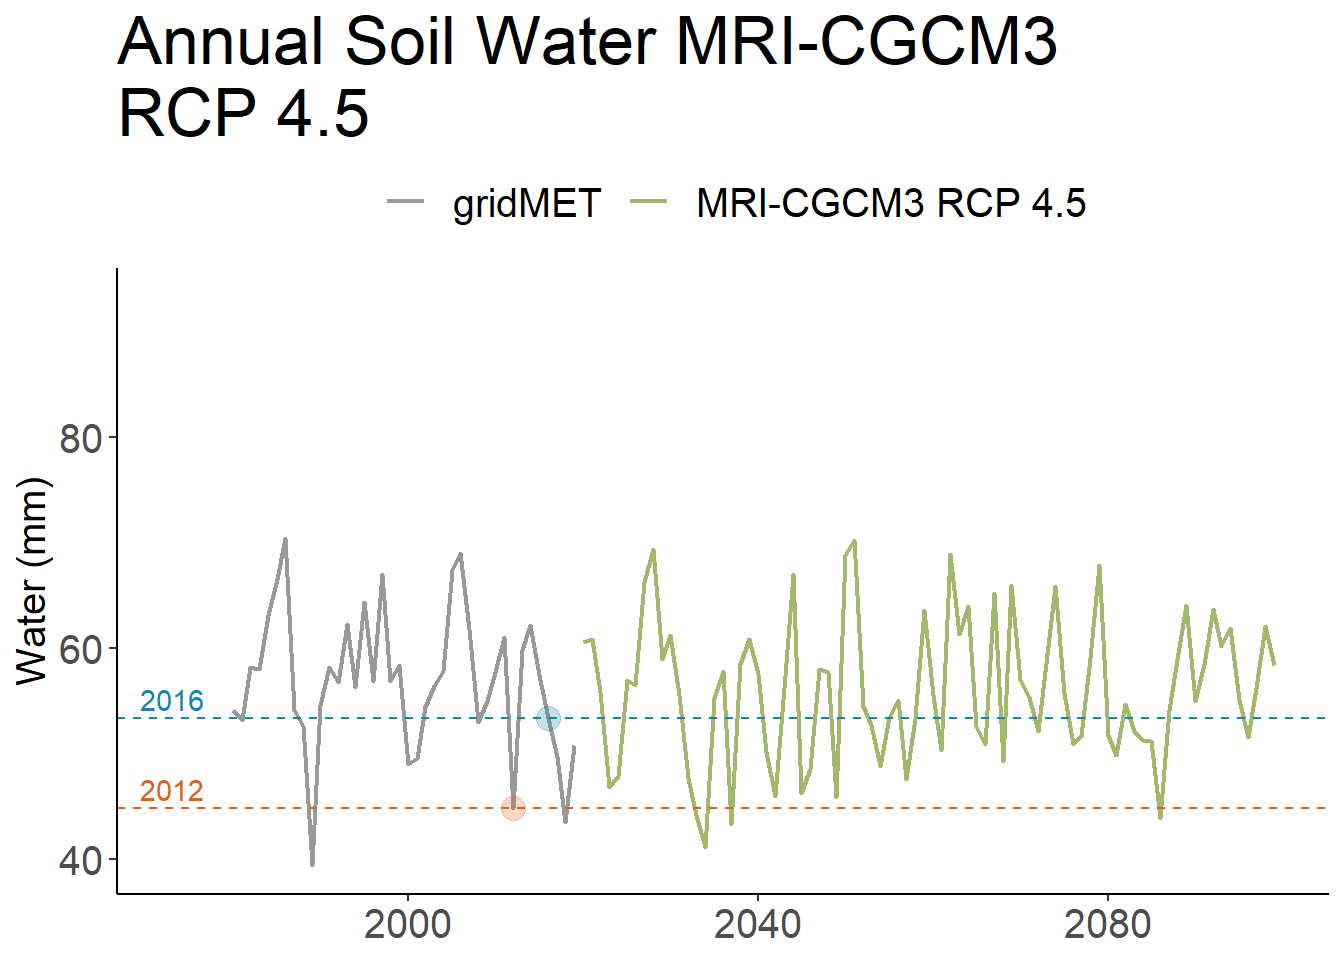 Annual Soil Water MRI-CGCM3
RCP 4.5
gridMET
MRI-CGCM3 RCP 4.5
Water (mm)
80
60
40
2016
2012
2000
2040
2080